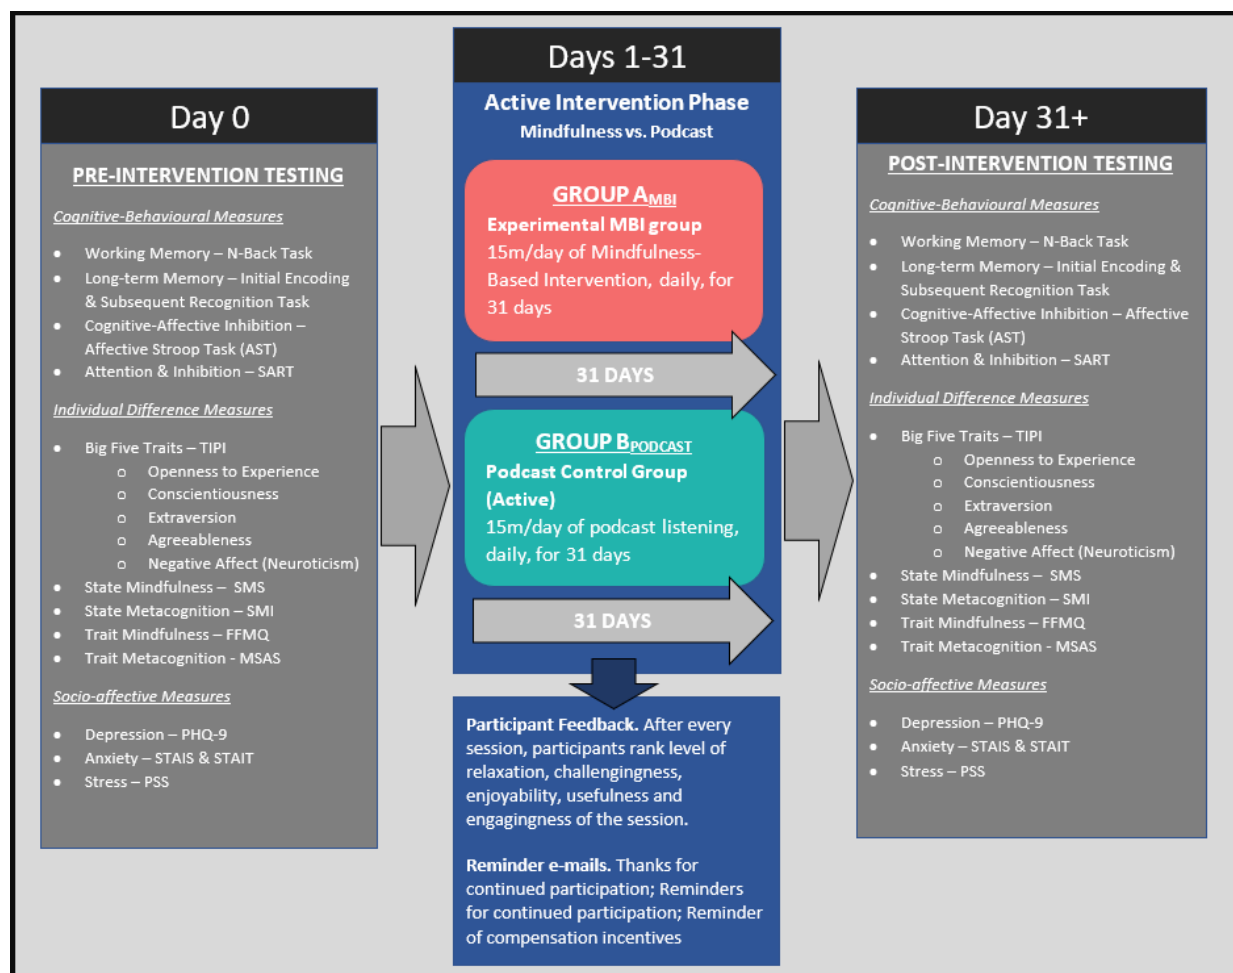 Day 0
PRE-INTERVENTION TESTING
Cognitive-Behavioural Measures
• Working Memory – N-Back Task
• Long-term Memory – Initial Encoding
& Subsequent Recognition Task
• Cognitive-Affective Inhibition –
Affective Stroop Task (AST)
• Attention & Inhibition – SART
Individual Difference Measures
• Big Five Traits – TIPI
o Openness to Experience
o Conscientiousness
o Extraversion
o Agreeableness
o Negative Affect (Neuroticism)
• State Mindfulness – SMS
• State Metacognition – SMI
• Trait Mindfulness – FFMQ
• Trait Metacognition - MSAS
Socio-affective Measures
• Depression – PHQ-9
• Anxiety – STAIS & STAIT
• Stress – PSS
Days 1-31
Active Intervention Phase
Mindfulness vs. Podcast
GROUP AMBI
Experimental MBI group
15m/day of Mindfulness-
Based Intervention, daily, for
31 days
31 DAYS
GROUP BPODCAST
Podcast Control Group
(Active)
15m/day of podcast listening,
daily, for 31 days
31 DAYS
Participant Feedback. After every
session, participants rank level of
relaxation, challengingness,
enjoyability, usefulness and
engagingness of the session.
Reminder e-mails. Thanks for
continued participation; Reminders
for continued participation; Reminder
of compensation incentives
Day 31+
POST-INTERVENTION TESTING
Cognitive-Behavioural Measures
• Working Memory – N-Back Task
• Long-term Memory – Initial Encoding &
Subsequent Recognition Task
• Cognitive-Affective Inhibition – Affective
Stroop Task (AST)
• Attention & Inhibition – SART
Individual Difference Measures
• Big Five Traits – TIPI
o Openness to Experience
o Conscientiousness
o Extraversion
o Agreeableness
o Negative Affect (Neuroticism)
• State Mindfulness – SMS
• State Metacognition – SMI
• Trait Mindfulness – FFMQ
• Trait Metacognition - MSAS
Socio-affective Measures
• Depression – PHQ-9
• Anxiety – STAIS & STAIT
• Stress – PSS